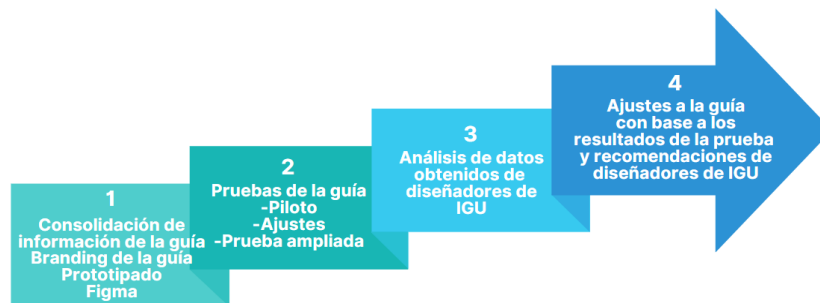 1
Consolidación de
información de la guía
Branding de la guía
Prototipado
Figma
2
Pruebas de la guía
-Piloto
-Ajustes
-Prueba ampliada
3
Análisis de datos
obtenidos de
diseñadores de
IGU
4
Ajustes a la guía
con base a los
resultados de la prueba
y recomendaciones de
diseñadores de IGU